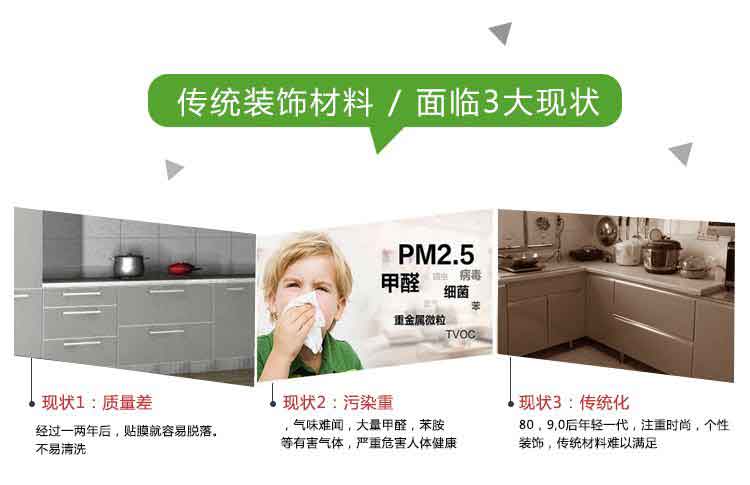 传统装饰材料 / 面临3大现状
PM2.5
病毒
甲醛
细菌
苯
重金属微粒
TVOC
现状1：质量差
经过一两年后，贴膜就容易脱落。
不易清洗
现状2：污染重
，气味难闻，大量甲醛，苯胺
等有害气体，严重危害人体健康
现状3：传统化
80，9,0后年轻一代，注重时尚，个性
装饰，传统材料难以满足